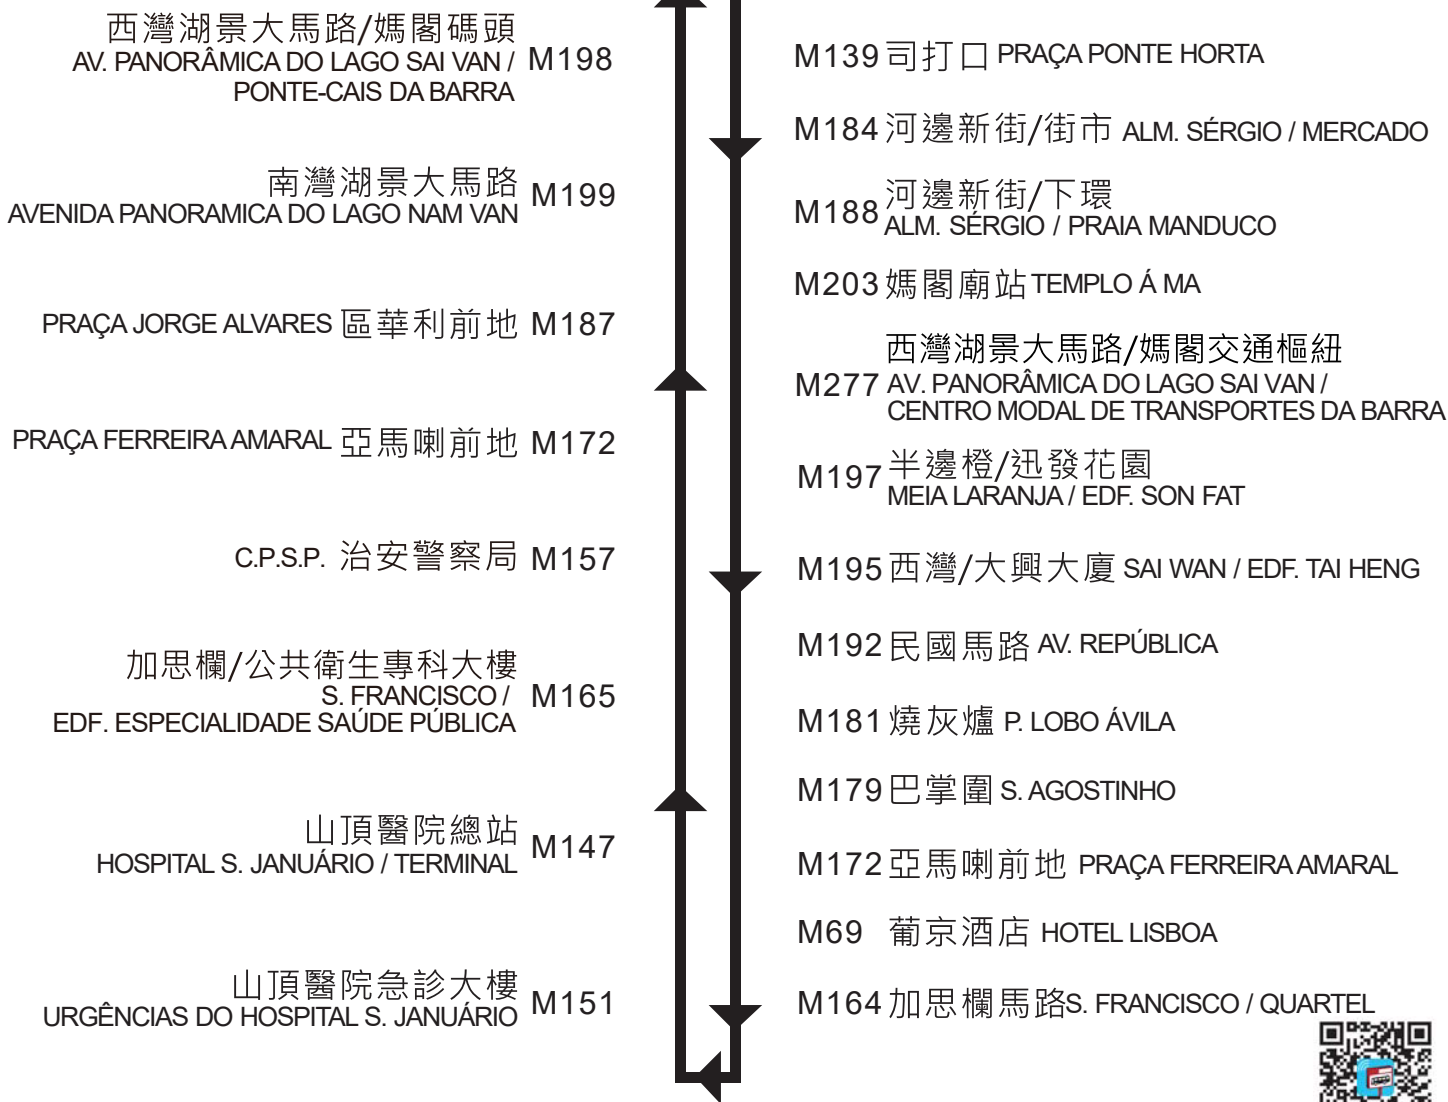 西灣湖景大馬路/媽閣碼頭
AV. PANORÂMICA DO LAGO SAI VAN / M198
PONTE-CAIS DA BARRA
南灣湖景大馬路
AVENIDA PANORAMICA DO LAGO NAM VAN M199
PRAÇA JORGE ALVARES 區華利前地 M187
PRAÇA FERREIRA AMARAL 亞馬喇前地 M172
C.P.S.P. 治安警察局 M157
加思欄/公共衛生專科大樓
S. FRANCISCO / M165
EDF. ESPECIALIDADE SAÚDE PÚBLICA
山頂醫院總站
HOSPITAL S. JANUÁRIO / TERMINAL M147
山頂醫院急診大樓
URGÊNCIAS DO HOSPITAL S. JANUÁRIO M151
M139 司打口 PRAÇA PONTE HORTA
M184 河邊新街/街市 ALM. SÉRGIO / MERCADO
M188 河邊新街/下環
ALM. SÉRGIO / PRAIA MANDUCO
M203 媽閣廟站 TEMPLO Á MA
西灣湖景大馬路/媽閣交通樞紐
M277 AV. PANORÂMICA DO LAGO SAI VAN /
CENTRO MODAL DE TRANSPORTES DA BARRA
M197 半邊橙/迅發花園
MEIA LARANJA / EDF. SON FAT
M195 西灣/大興大廈 SAI WAN / EDF. TAI HENG
M192 民國馬路 AV. REPÚBLICA
M181 燒灰爐 P. LOBO ÁVILA
M179 巴掌圍 S. AGOSTINHO
M172 亞馬喇前地 PRAÇA FERREIRA AMARAL
M69 葡京酒店 HOTEL LISBOA
M164 加思欄馬路 S. FRANCISCO / QUARTEL